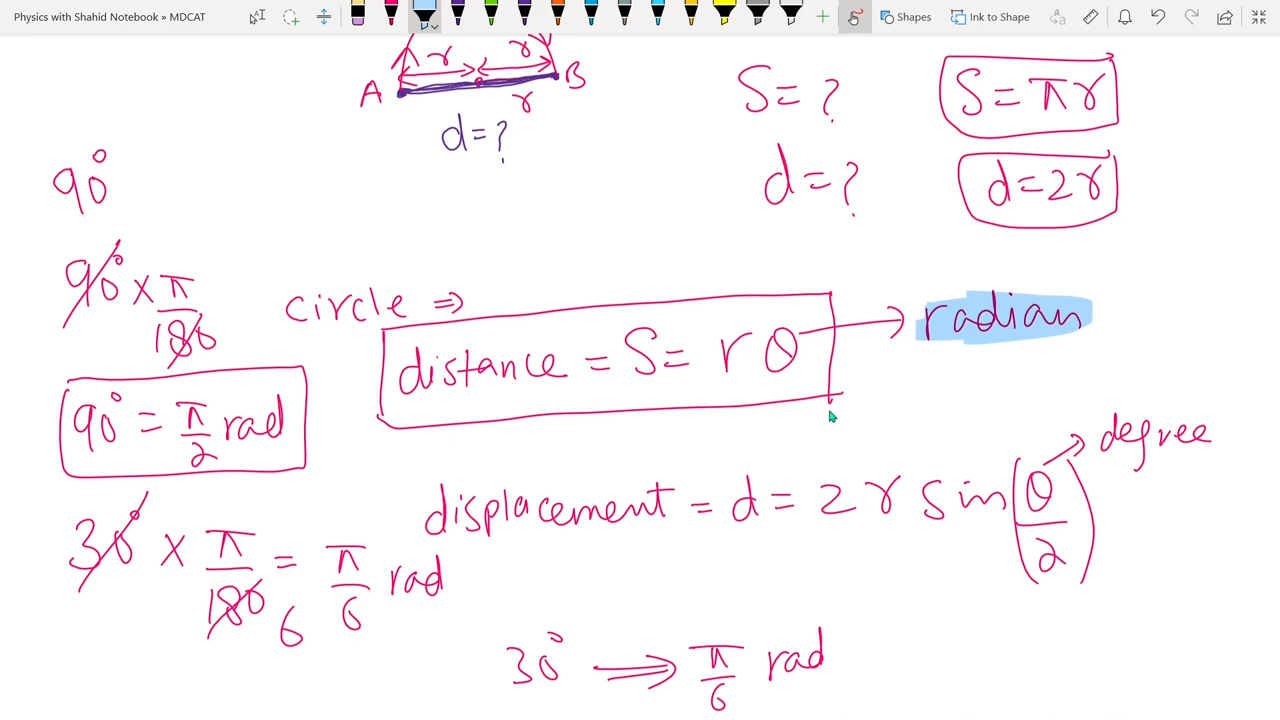 Physics with Shahid Notebook » MDCAT
Shapes
Ink to Shape
r
r
A
B
r
d = ?
S = ?
S = πr
d = ?
d = 2r
90°
90° × π/180
circle ⇒
distance = S = rθ
radian
90° = π/2 rad
degree
displacement = d = 2r sin(θ/2)
30° × π/180 = π/6 rad
6
30° ⟹ π/6 rad